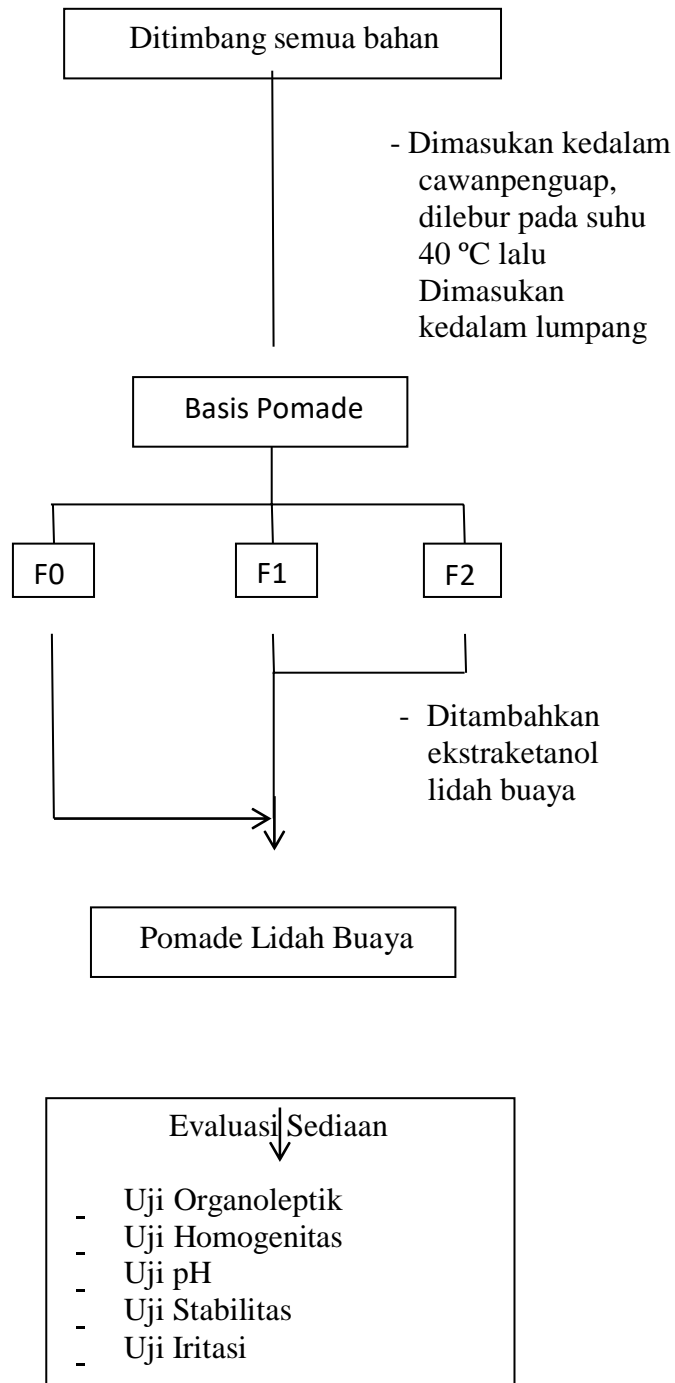 Ditimbang semua bahan
- Dimasukan kedalam
cawanpenguap,
dilebur pada suhu
40 ºC lalu
Dimasukan
kedalam lumpang
Basis Pomade
F0
F1
F2
- Ditambahkan
ekstraketanol
lidah buaya
Pomade Lidah Buaya
Evaluasi Sediaan
- Uji Organoleptik
- Uji Homogenitas
- Uji pH
- Uji Stabilitas
- Uji Iritasi